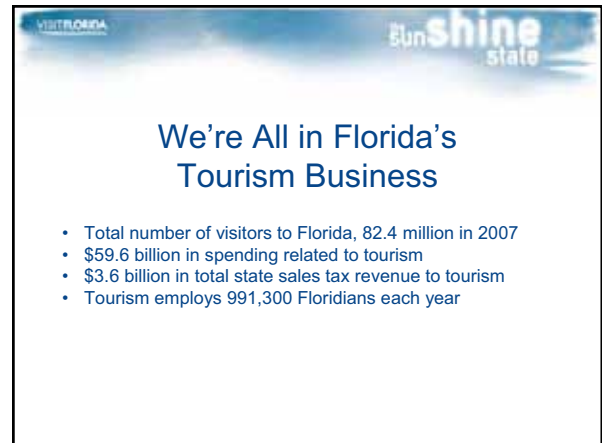 VISITFLORIDA
sunshine
state
We’re All in Florida’s
Tourism Business
• Total number of visitors to Florida, 82.4 million in 2007
• $59.6 billion in spending related to tourism
• $3.6 billion in total state sales tax revenue to tourism
• Tourism employs 991,300 Floridians each year